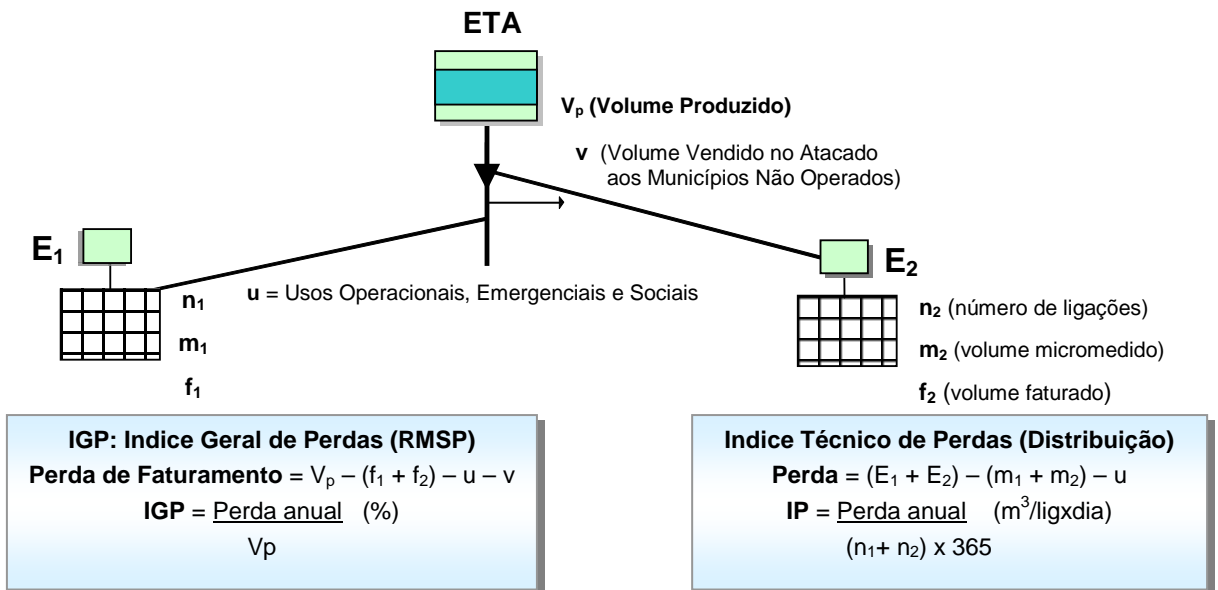 ETA
Vₚ (Volume Produzido)
v (Volume Vendido no Atacado
aos Municípios Não Operados)
E₁
E₂
n₁
u = Usos Operacionais, Emergenciais e Sociais
m₁
f₁
n₂ (número de ligações)
m₂ (volume micromedido)
f₂ (volume faturado)
IGP: Indice Geral de Perdas (RMSP)
Perda de Faturamento = Vₚ – (f₁ + f₂) – u – v
IGP = Perda anual (%)
Vp
Indice Técnico de Perdas (Distribuição)
Perda = (E₁ + E₂) – (m₁ + m₂) – u
IP = Perda anual (m³/ligxdia)
(n₁+ n₂) x 365